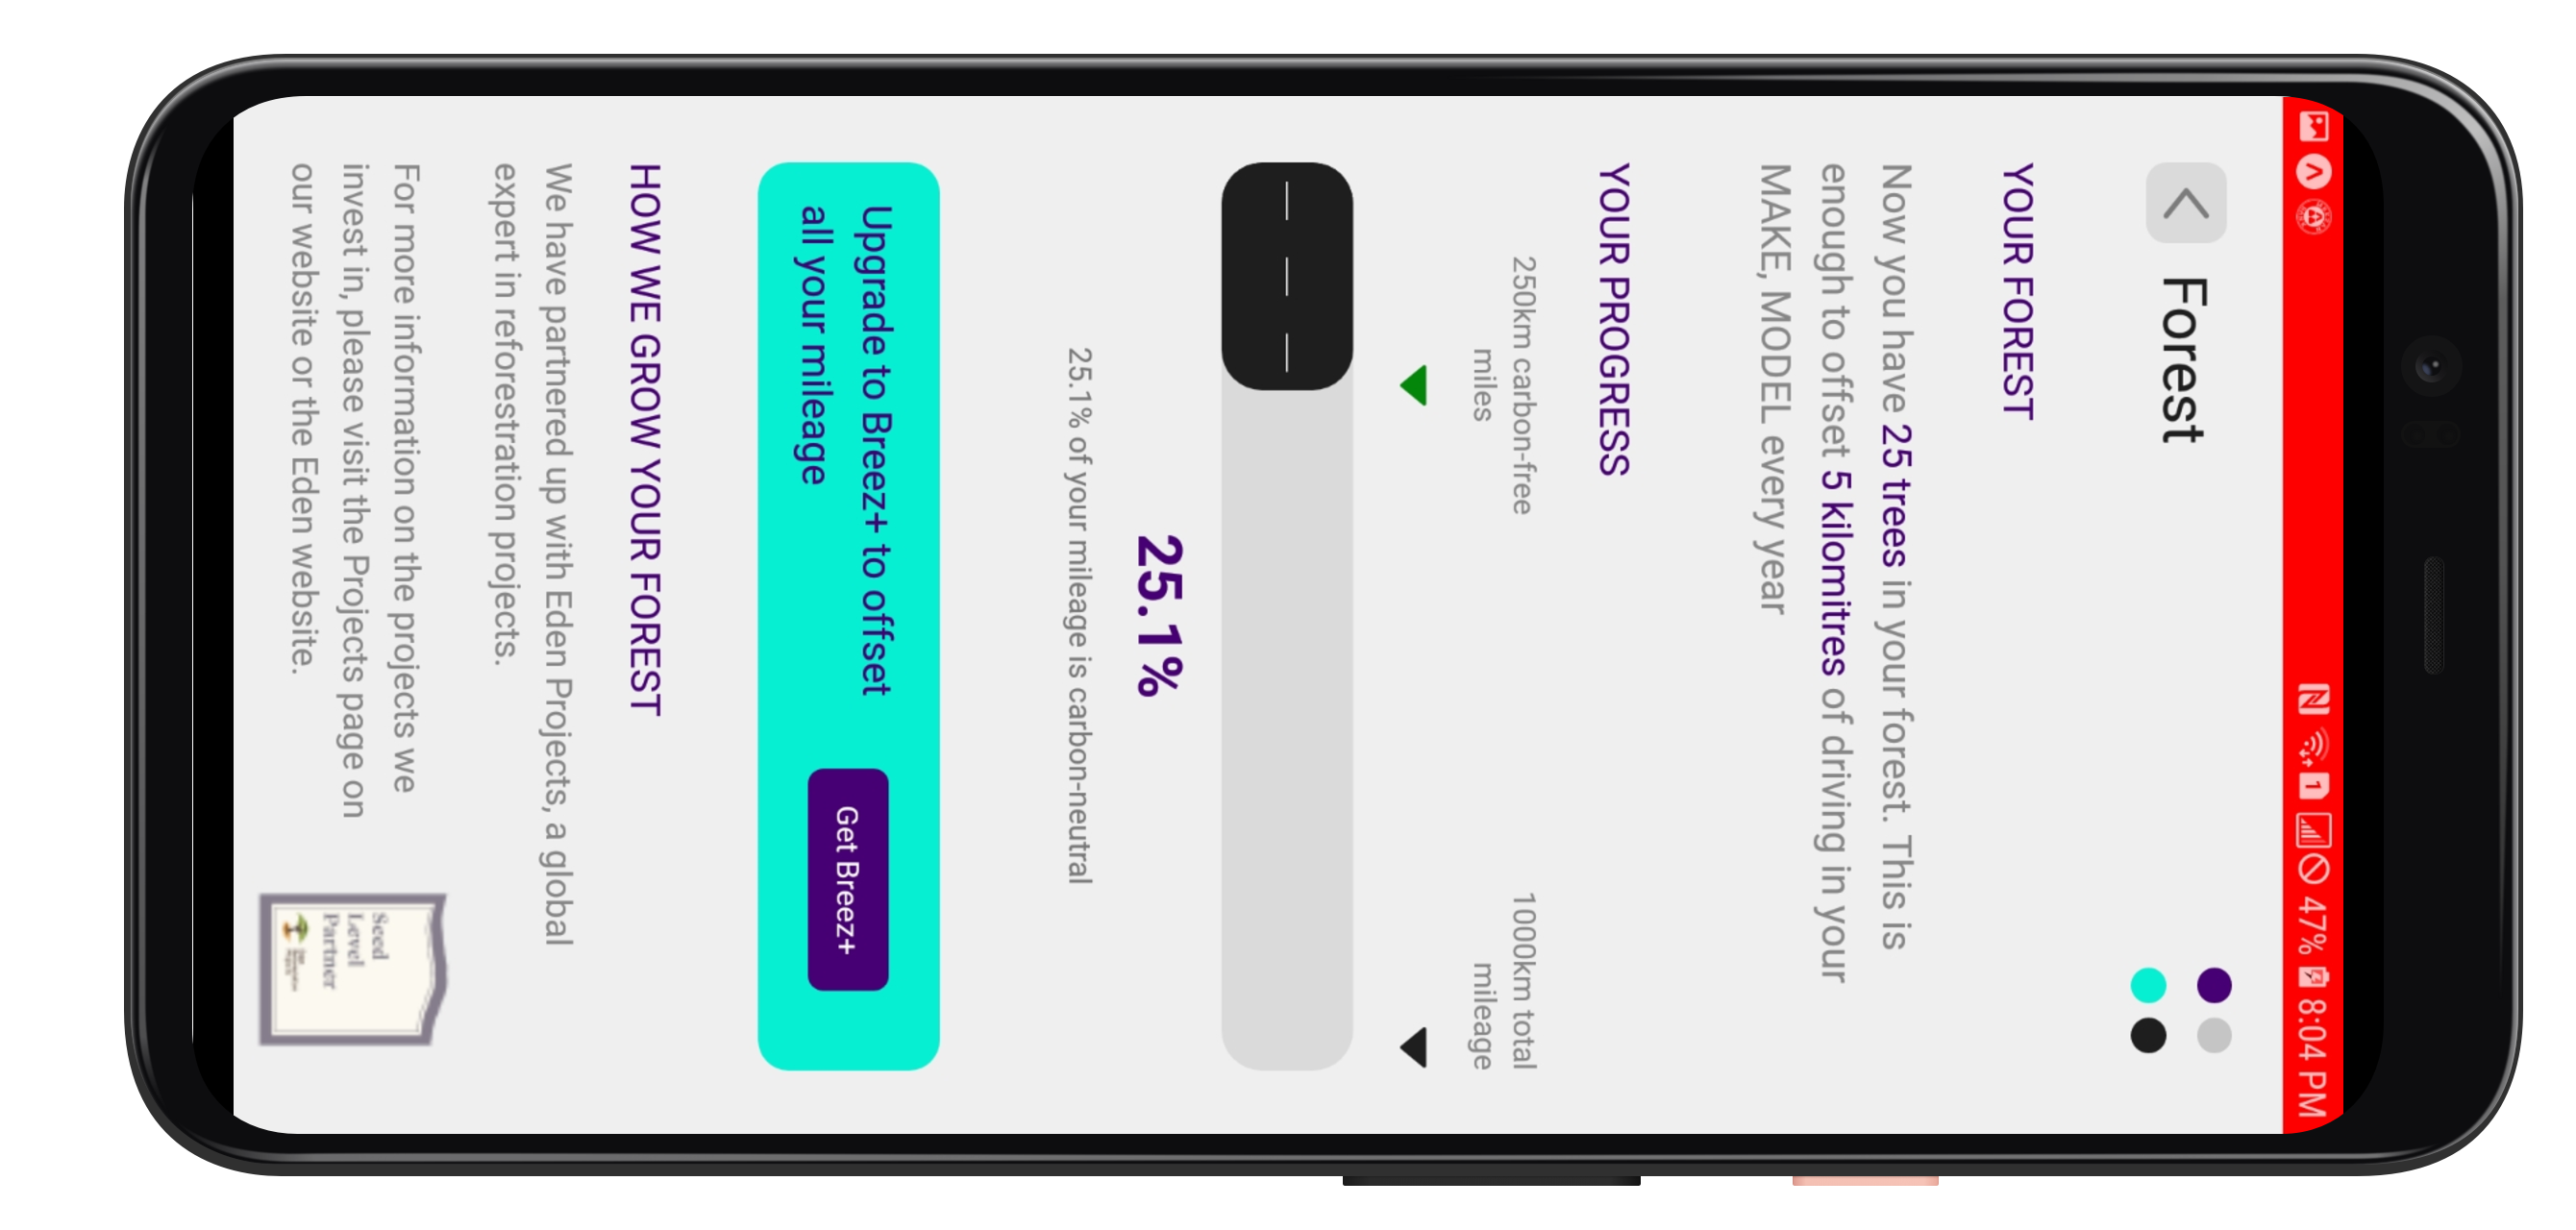 47% 8:04 PM
Forest
YOUR FOREST
Now you have 25 trees in your forest. This is
enough to offset 5 kilomitres of driving in your
MAKE, MODEL every year
YOUR PROGRESS
250km carbon-free
miles
1000km total
mileage
25.1%
25.1% of your mileage is carbon-neutral
Upgrade to Breez+ to offset
all your mileage
Get Breez+
HOW WE GROW YOUR FOREST
We have partnered up with Eden Projects, a global
expert in reforestration projects.
For more information on the projects we
invest in, please visit the Projects page on
our website or the Eden website.
Seed
Level
Partner